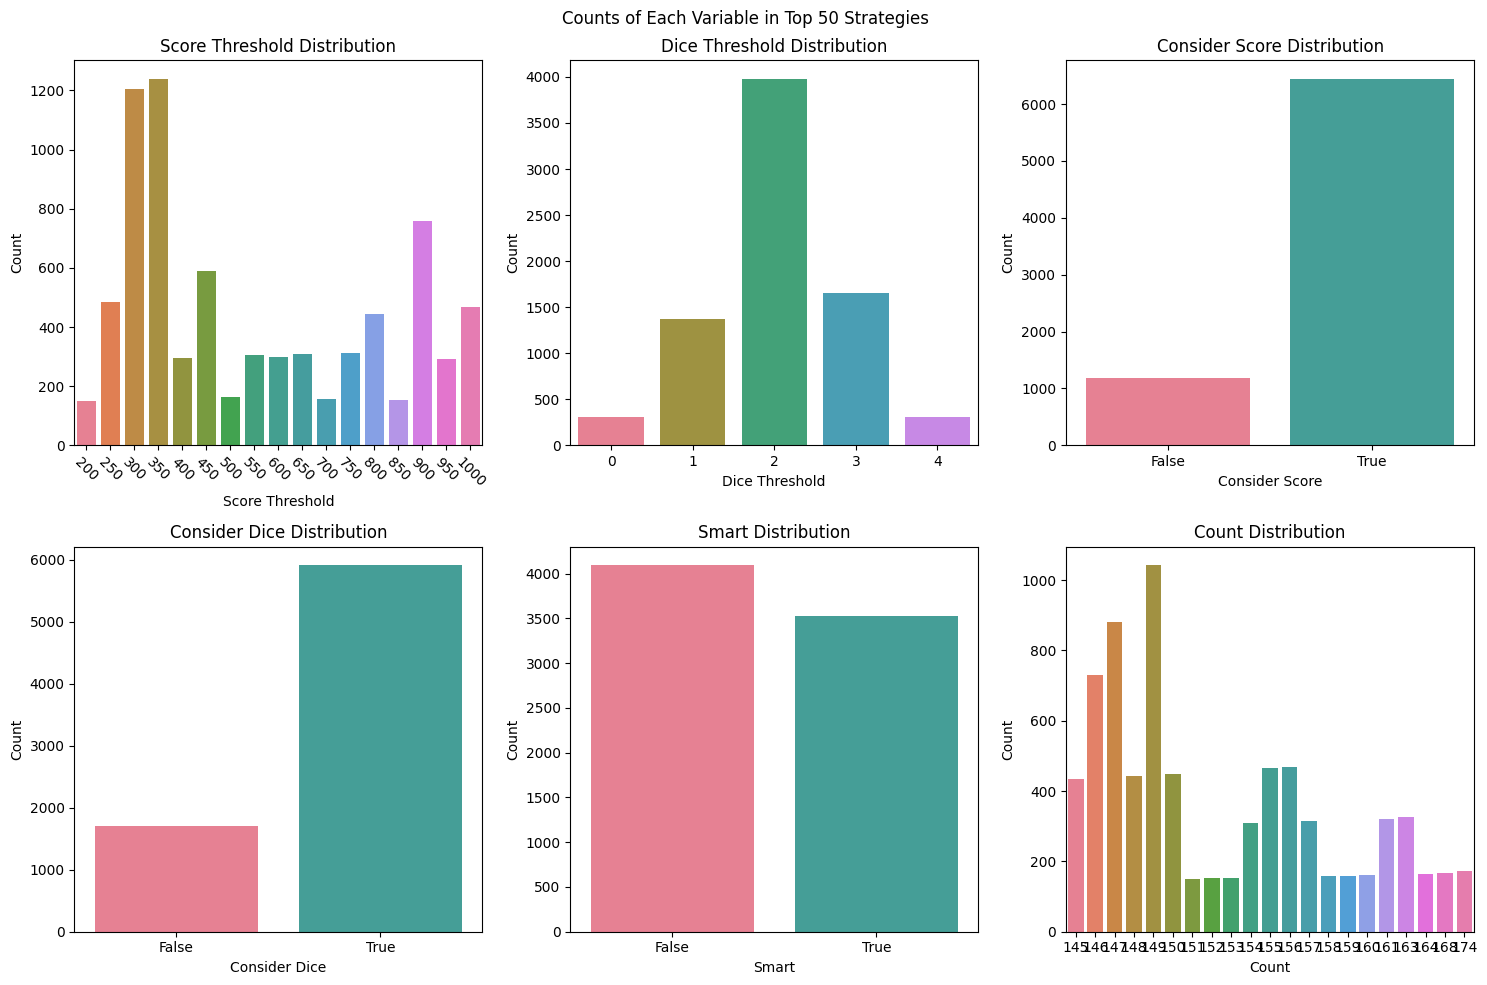 Counts of Each Variable in Top 50 Strategies
Score Threshold Distribution
Count
1200
1000
800
600
400
200
0
200 250 300 350 400 450 500 550 600 650 700 750 800 850 900 950 1000
Score Threshold
Dice Threshold Distribution
Count
4000
3500
3000
2500
2000
1500
1000
500
0
0 1 2 3 4
Dice Threshold
Consider Score Distribution
Count
6000
5000
4000
3000
2000
1000
0
False True
Consider Score
Consider Dice Distribution
Count
6000
5000
4000
3000
2000
1000
0
False True
Consider Dice
Smart Distribution
Count
4000
3500
3000
2500
2000
1500
1000
500
0
False True
Smart
Count Distribution
Count
1000
800
600
400
200
0
145 146 147 148 149 150 151 152 153 154 155 156 157 158 159 160 161 163 164 168 174
Count